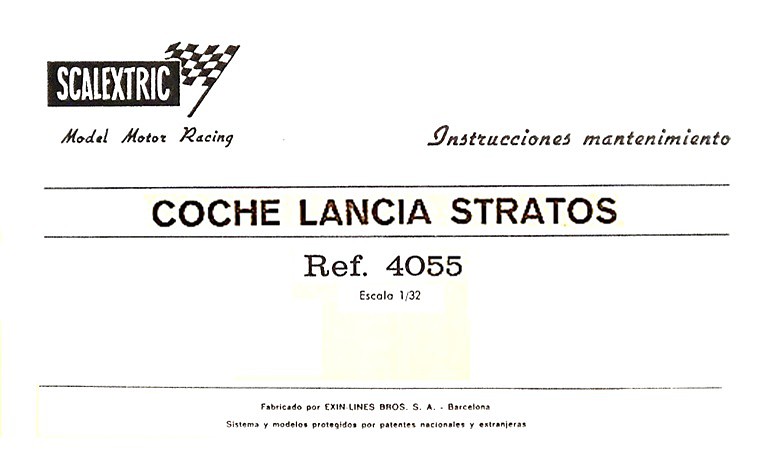 SCALEXTRIC
Model Motor Racing
Instrucciones mantenimiento
COCHE LANCIA STRATOS
Ref. 4055
Escala 1/32
Fabricado por EXIN-LINES BROS. S. A. - Barcelona
Sistema y modelos protegidos por patentes nacionales y extranjeras